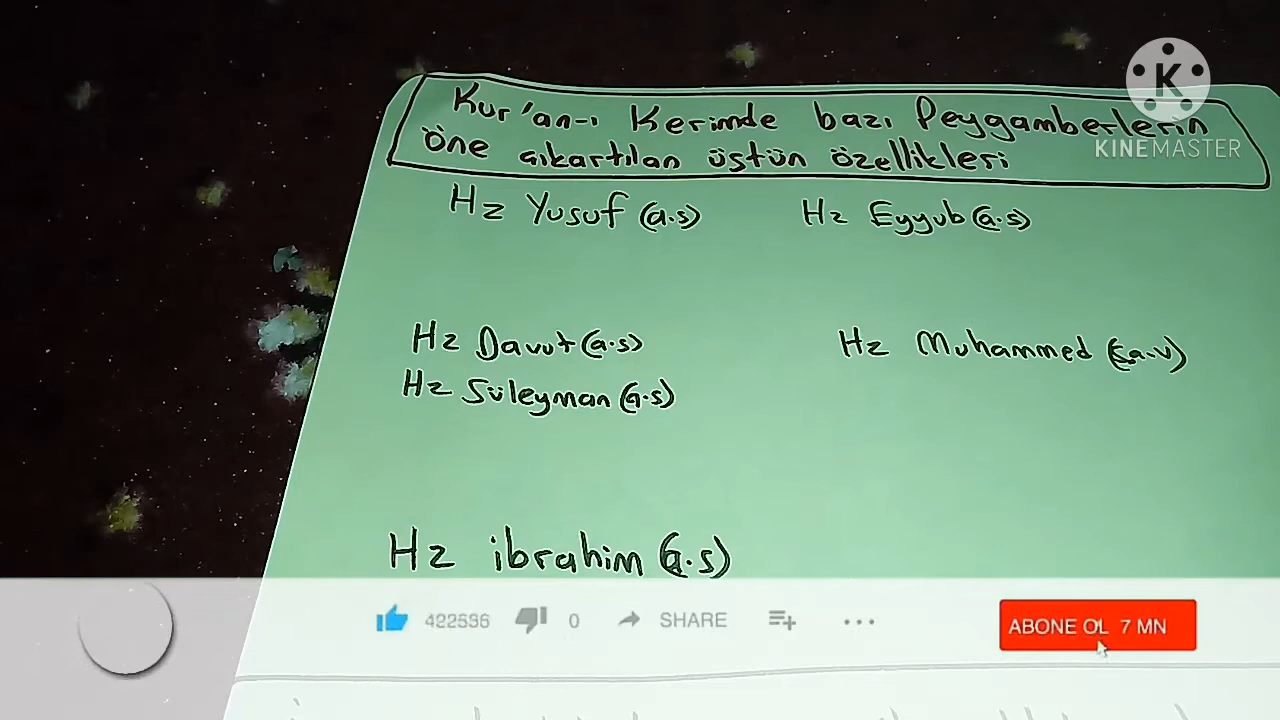 Kur'an-ı Kerimde bazı Peygamberlerin
öne çıkartılan üstün özellikleri
KINEMASTER
Hz Yusuf (a.s) Hz Eyyub (a.s)
Hz Davut (a.s) Hz Muhammed (s.a.v)
Hz Süleyman (a.s)
Hz ibrahim (a.s)
422536 0 SHARE ABONE OL 7 MN